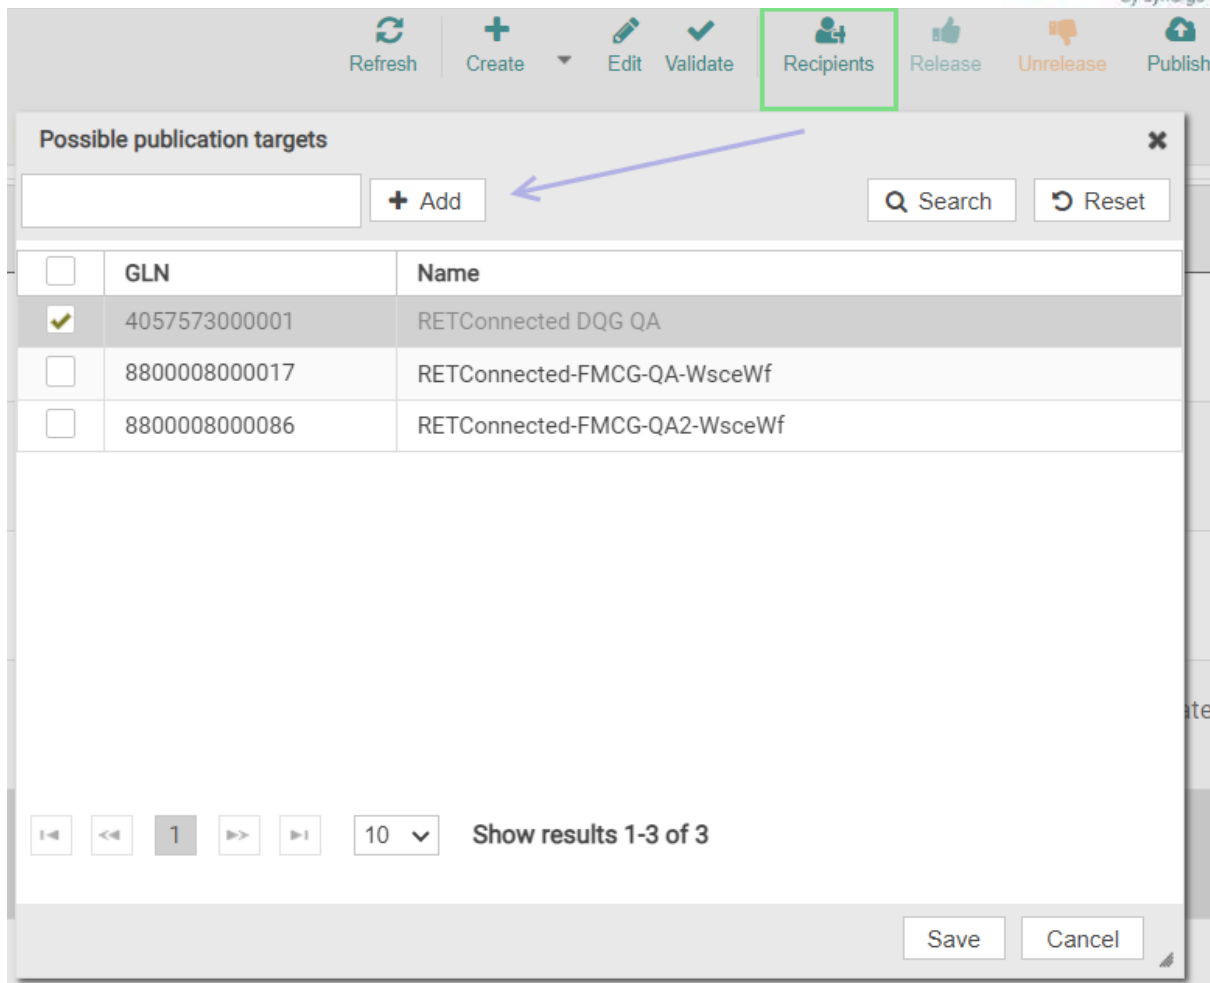 Refresh Create Edit Validate Recipients Release Unrelease Publish
Possible publication targets
Add Search Reset
GLN Name
4057573000001 RETConnected DQG QA
8800008000017 RETConnected-FMCG-QA-WsceWf
8800008000086 RETConnected-FMCG-QA2-WsceWf
1 10 Show results 1-3 of 3
Save Cancel